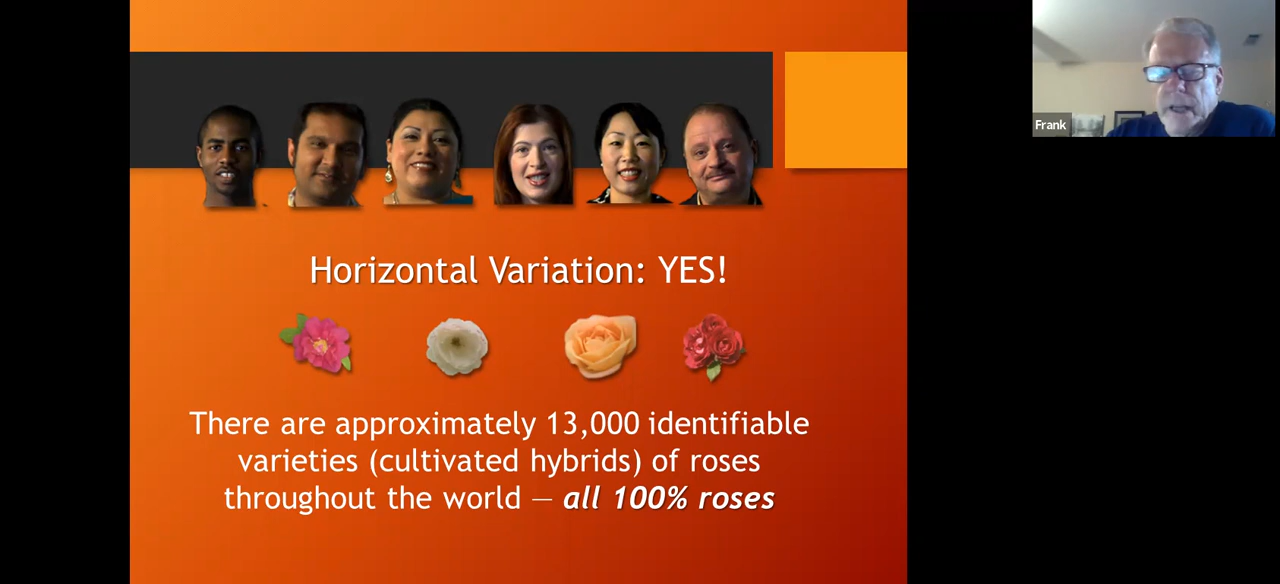 Frank
Horizontal Variation: YES!
There are approximately 13,000 identifiable
varieties (cultivated hybrids) of roses
throughout the world — all 100% roses